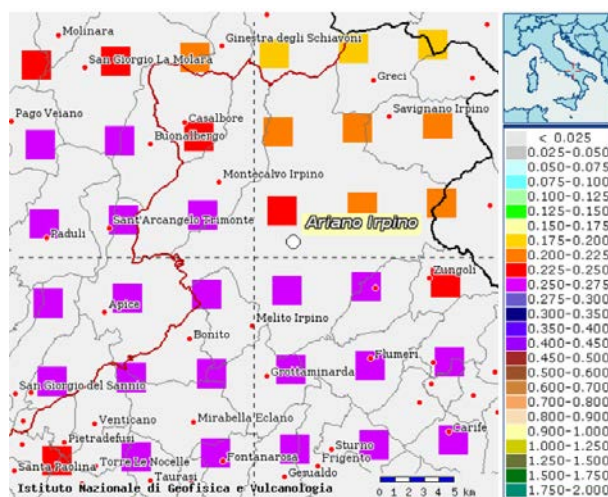 Molinara
Ginestra degli Schiavoni
San Giorgio La Molara
Greci
Pago Veiano
Casalbore
Savignano Irpino
Buonalbergo
Montecalvo Irpino
Ariano Irpino
Sant'Arcangelo Trimonte
Paduli
Zungoli
Apice
Melito Irpino
Bonito
Flumeri
Grottaminarda
San Giorgio del Sannio
Venticano
Mirabella Eclano
Carife
Pietradefusi
Sturno
Santa Paolina
Torre Le Nocelle
Fontanarosa
Frigento
Taurasi
Gesualdo
Istituto Nazionale di Geofisica e Vulcanologia
0 1 2 3 4 5 km
< 0.025
0.025-0.050
0.050-0.075
0.075-0.100
0.100-0.125
0.125-0.150
0.150-0.175
0.175-0.200
0.200-0.225
0.225-0.250
0.250-0.275
0.275-0.300
0.300-0.350
0.350-0.400
0.400-0.450
0.450-0.500
0.500-0.600
0.600-0.700
0.700-0.800
0.800-0.900
0.900-1.000
1.000-1.250
1.250-1.500
1.500-1.750
1.750-2.000